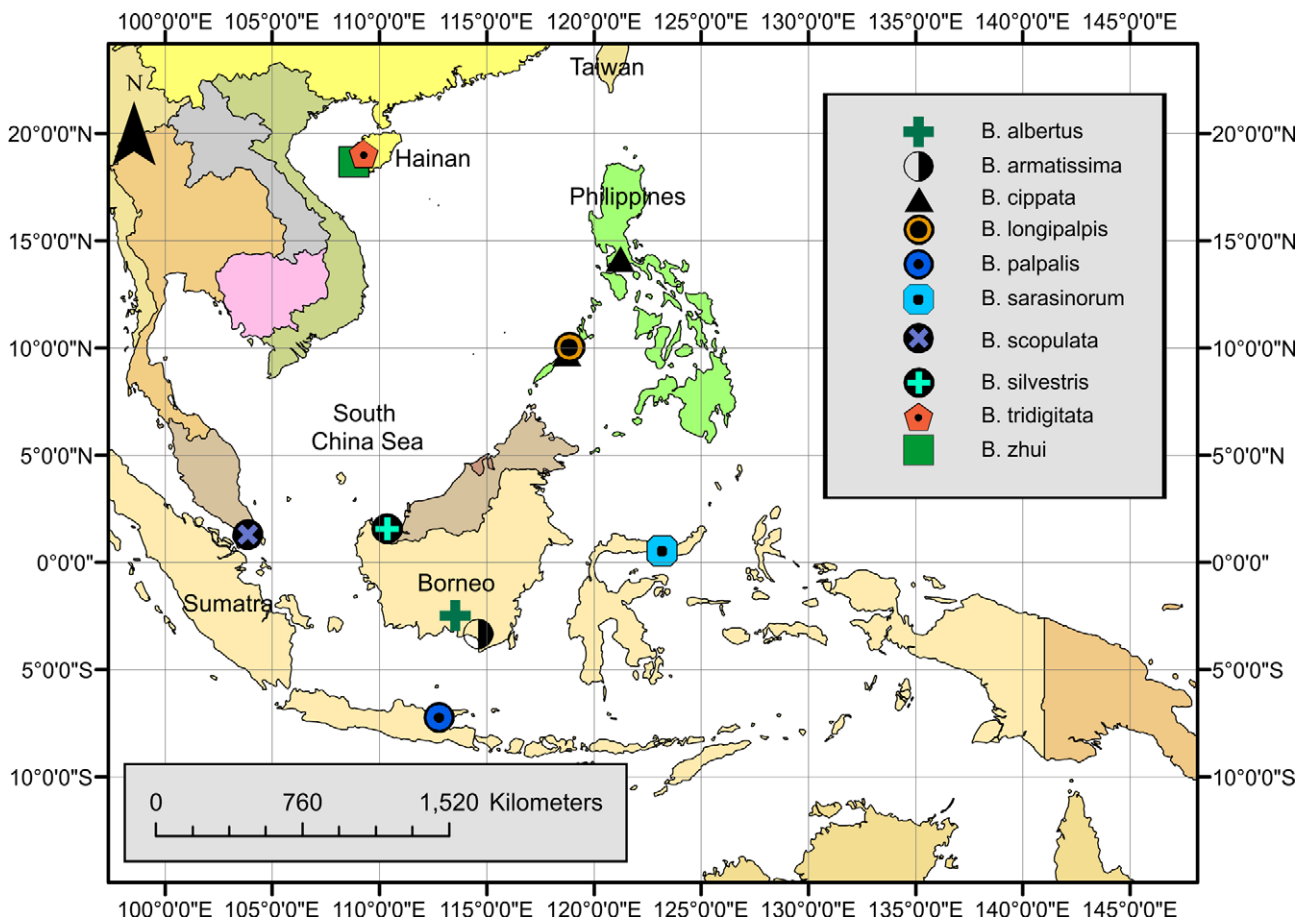 100°0'0"E 105°0'0"E 110°0'0"E 115°0'0"E 120°0'0"E 125°0'0"E 130°0'0"E 135°0'0"E 140°0'0"E 145°0'0"E
Taiwan
N
20°0'0"N 20°0'0"N
Hainan
Philippines
15°0'0"N 15°0'0"N
10°0'0"N 10°0'0"N
South
China Sea
5°0'0"N 5°0'0"N
0°0'0" 0°0'0"
Borneo
Sumatra
5°0'0"S 5°0'0"S
10°0'0"S 10°0'0"S
B. albertus
B. armatissima
B. cippata
B. longipalpis
B. palpalis
B. sarasinorum
B. scopulata
B. silvestris
B. tridigitata
B. zhui
0 760 1,520 Kilometers
100°0'0"E 105°0'0"E 110°0'0"E 115°0'0"E 120°0'0"E 125°0'0"E 130°0'0"E 135°0'0"E 140°0'0"E 145°0'0"E